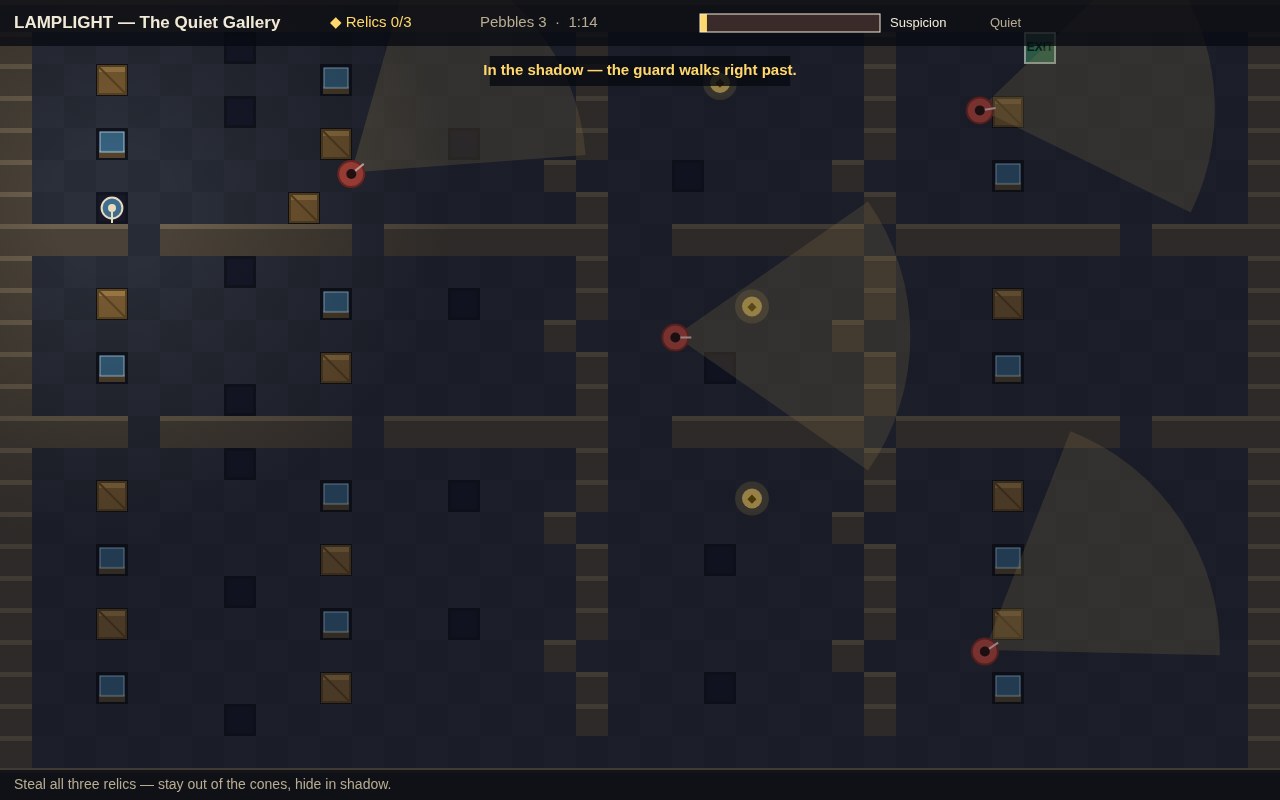 LAMPLIGHT — The Quiet Gallery
◆ Relics 0/3
Pebbles 3 · 1:14
Suspicion
Quiet
EXIT
In the shadow — the guard walks right past.
Steal all three relics — stay out of the cones, hide in shadow.